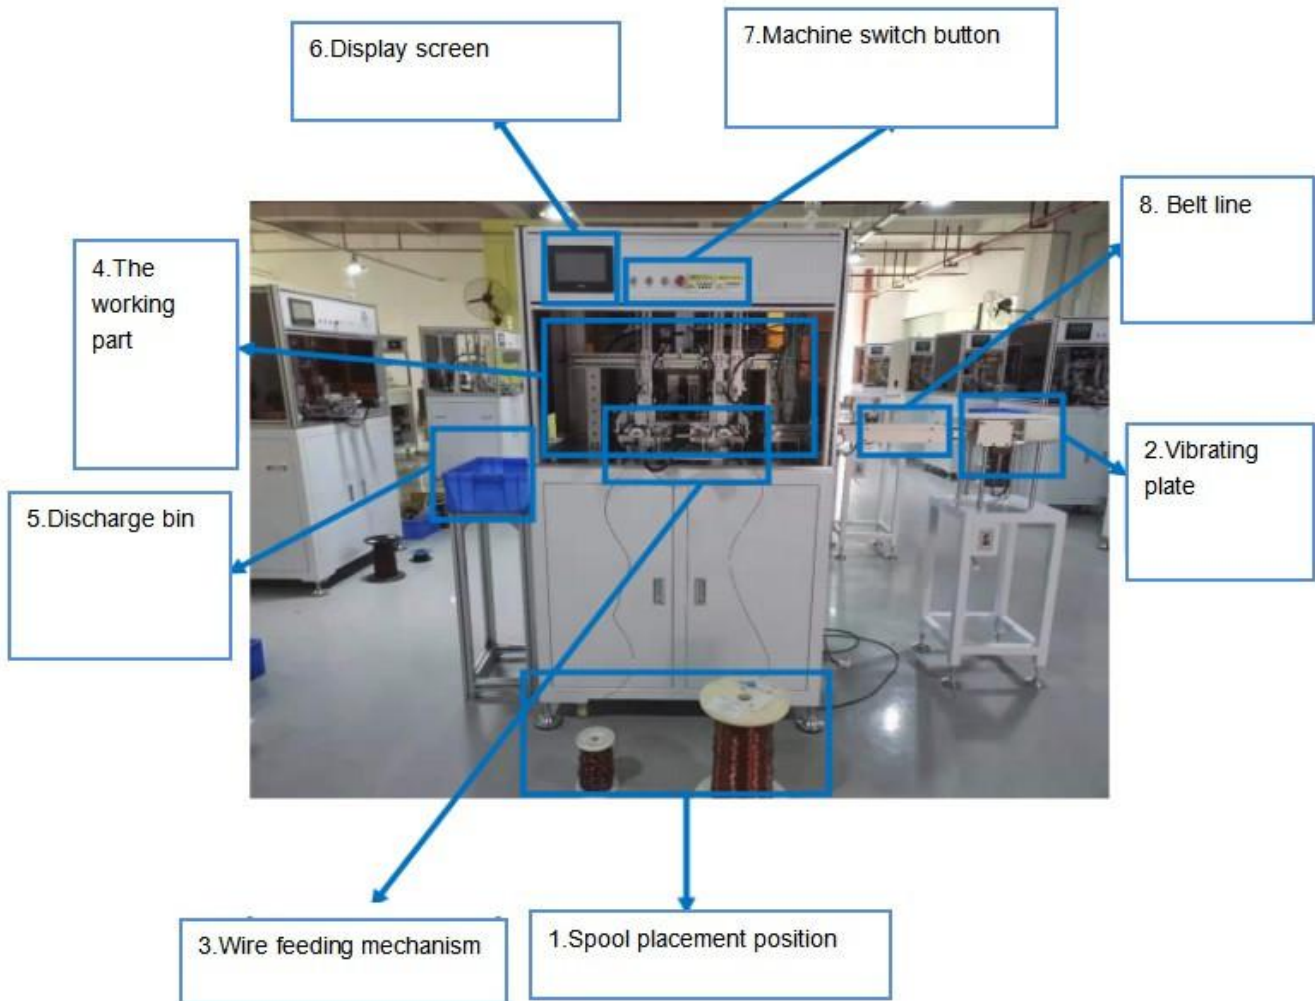 6.Display screen
7.Machine switch button
8. Belt line
4.The
working
part
2.Vibrating
plate
5.Discharge bin
3.Wire feeding mechanism
1.Spool placement position